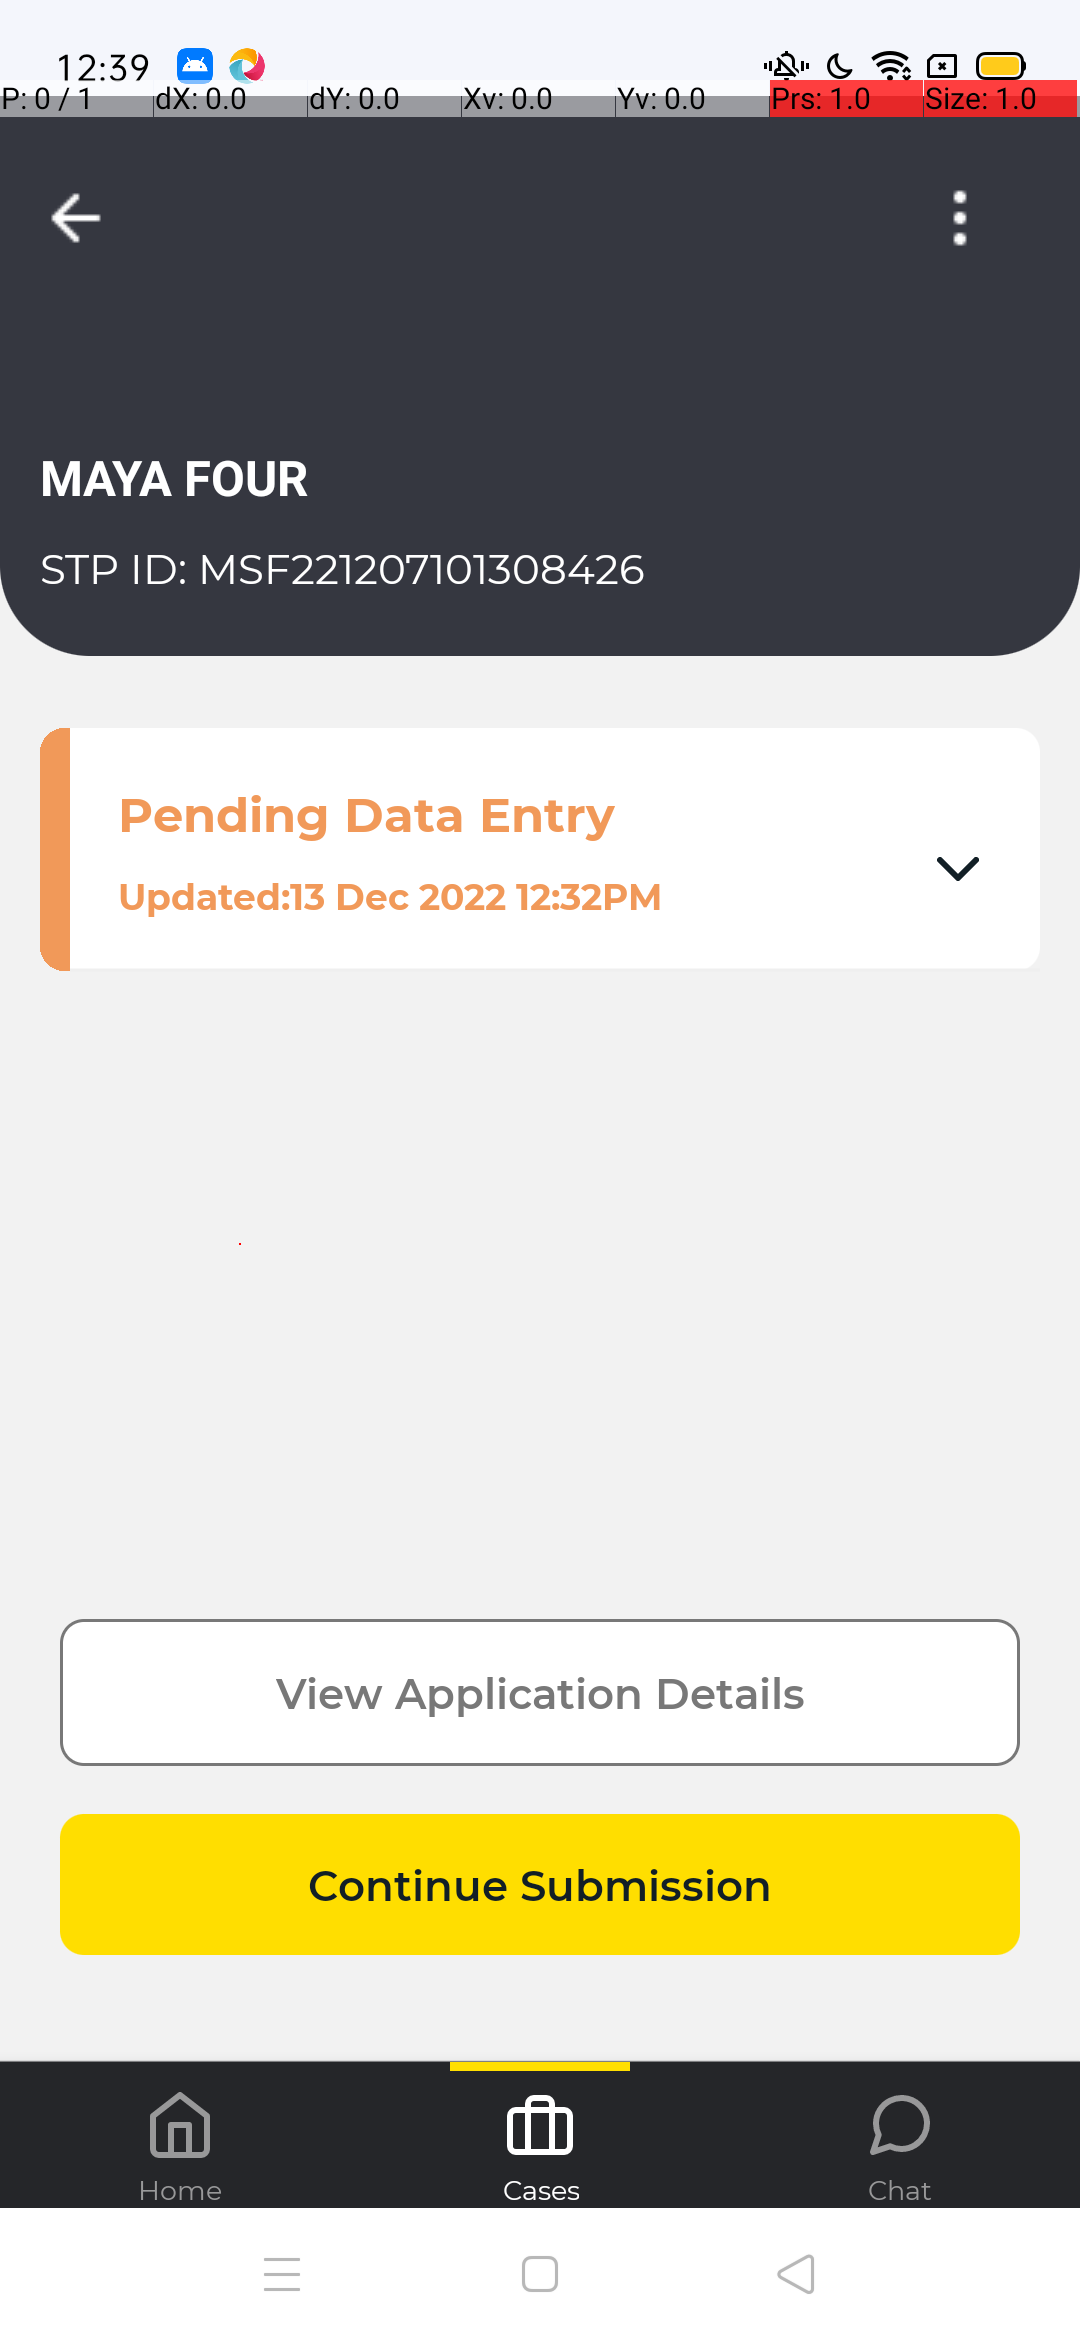 12:39
P: 0 / 1 dX: 0.0 dY: 0.0 Xv: 0.0 Yv: 0.0 Prs: 1.0 Size: 1.0
MAYA FOUR
STP ID: MSF221207101308426
Pending Data Entry
Updated:13 Dec 2022 12:32PM
View Application Details
Continue Submission
Home Cases Chat